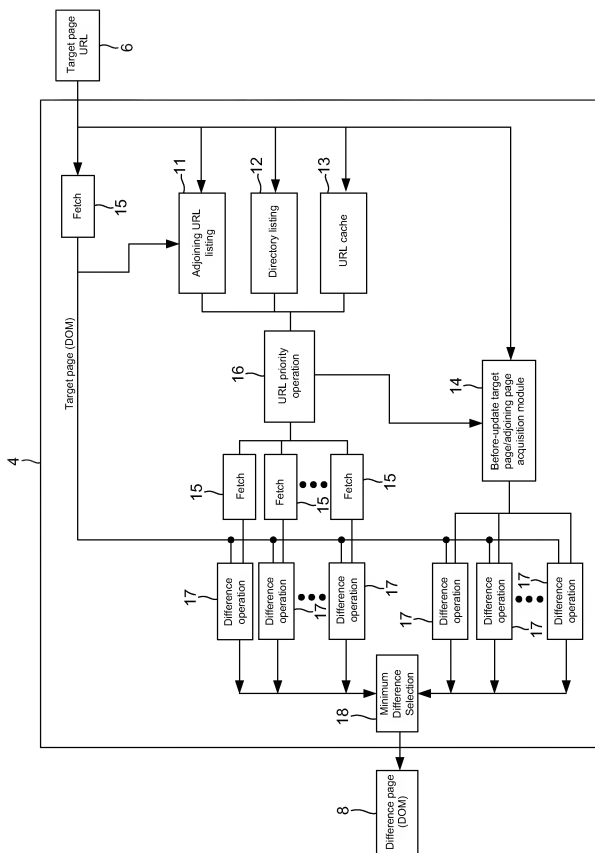 Target page
URL
6
4
Fetch
15
Target page (DOM)
Adjoining URL
listing
11
Directory listing
12
URL cache
13
URL priority
operation
16
Before-update target
page/adjoining page
acquisition module
14
Fetch
15
Fetch
15
Fetch
15
Difference
operation
17
Difference
operation
17
Difference
operation
17
Difference
operation
17
Difference
operation
17
Difference
operation
17
Minimum
Difference
Selection
18
Difference page
(DOM)
8